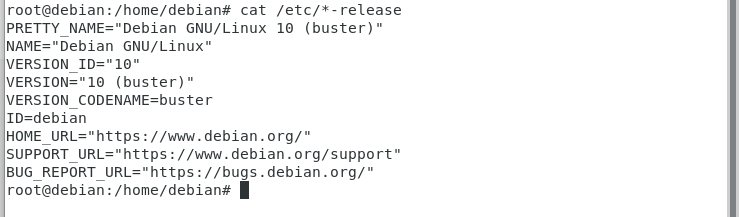 root@debian:/home/debian# cat /etc/*-release
PRETTY_NAME="Debian GNU/Linux 10 (buster)"
NAME="Debian GNU/Linux"
VERSION_ID="10"
VERSION="10 (buster)"
VERSION_CODENAME=buster
ID=debian
HOME_URL="https://www.debian.org/"
SUPPORT_URL="https://www.debian.org/support"
BUG_REPORT_URL="https://bugs.debian.org/"
root@debian:/home/debian#